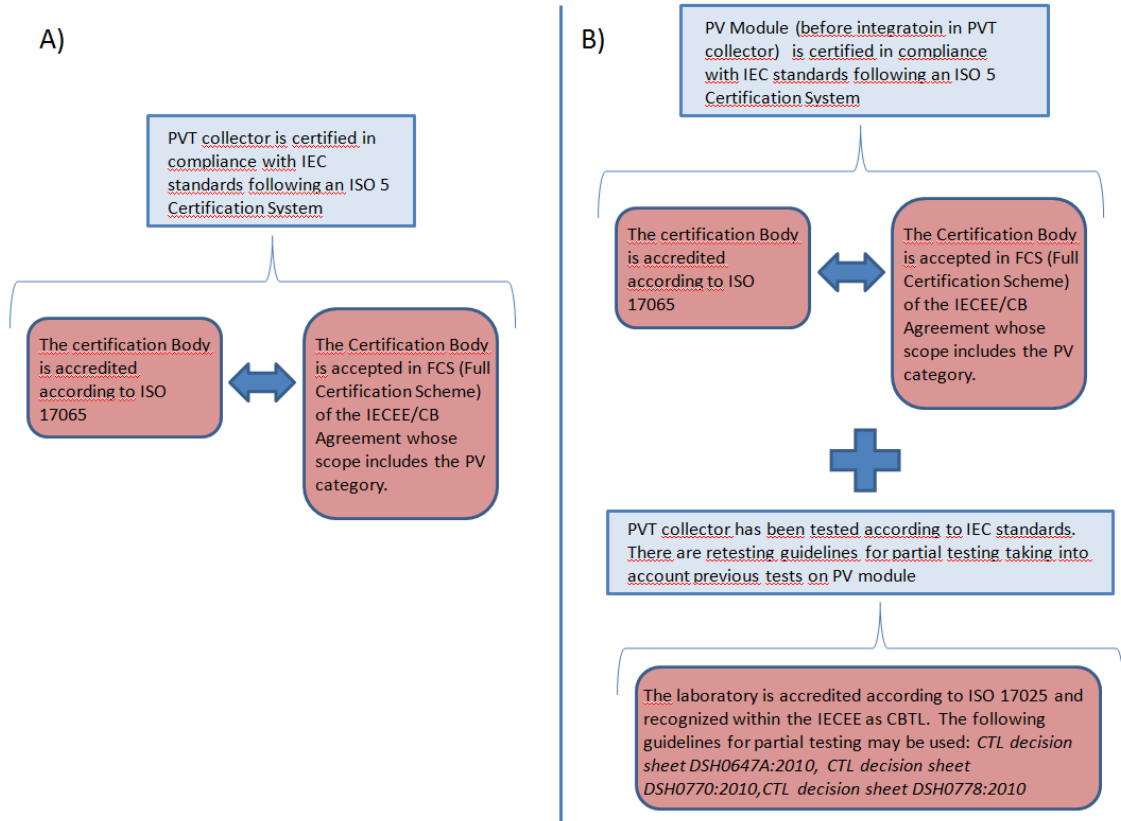 A)
PVT collector is certified in
compliance with IEC
standards following an ISO 5
Certification System
The certification Body
is accredited
according to ISO
17065
The Certification Body
is accepted in FCS (Full
Certification Scheme)
of the IECEE/CB
Agreement whose
scope includes the PV
category.
B)
PV Module (before integratoin in PVT
collector) is certified in compliance
with IEC standards following an ISO 5
Certification System
The certification Body
is accredited
according to ISO
17065
The Certification Body
is accepted in FCS (Full
Certification Scheme)
of the IECEE/CB
Agreement whose
scope includes the PV
category.
PVT collector has been tested according to IEC standards.
There are retesting guidelines for partial testing taking into
account previous tests on PV module
The laboratory is accredited according to ISO 17025 and
recognized within the IECEE as CBTL. The following
guidelines for partial testing may be used: CTL decision
sheet DSH0647A:2010, CTL decision sheet
DSH0770:2010,CTL decision sheet DSH0778:2010